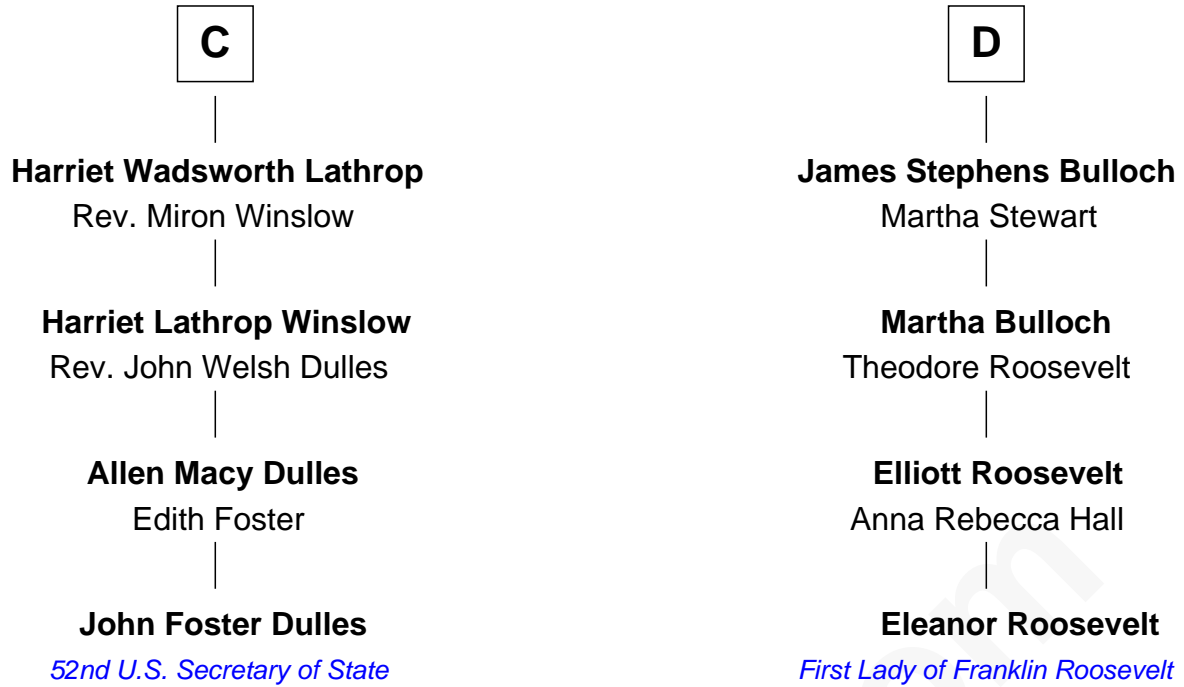 C
Harriet Wadsworth Lathrop
Rev. Miron Winslow
Harriet Lathrop Winslow
Rev. John Welsh Dulles
Allen Macy Dulles
Edith Foster
John Foster Dulles
52nd U.S. Secretary of State
D
James Stephens Bulloch
Martha Stewart
Martha Bulloch
Theodore Roosevelt
Elliott Roosevelt
Anna Rebecca Hall
Eleanor Roosevelt
First Lady of Franklin Roosevelt